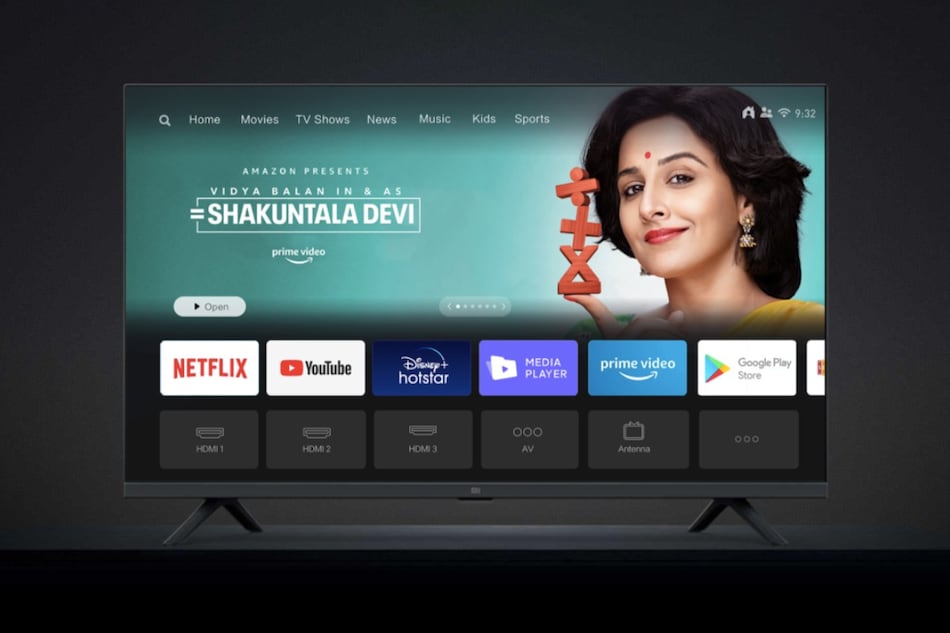 Home Movies TV Shows News Music Kids Sports 9:32
AMAZON PRESENTS
VIDYA BALAN IN & AS
=SHAKUNTALA DEVI
prime video
Open
NETFLIX YouTube Disney+ hotstar MEDIA PLAYER prime video Google Play Store
HDMI 1 HDMI 2 HDMI 3 AV Antenna
mi